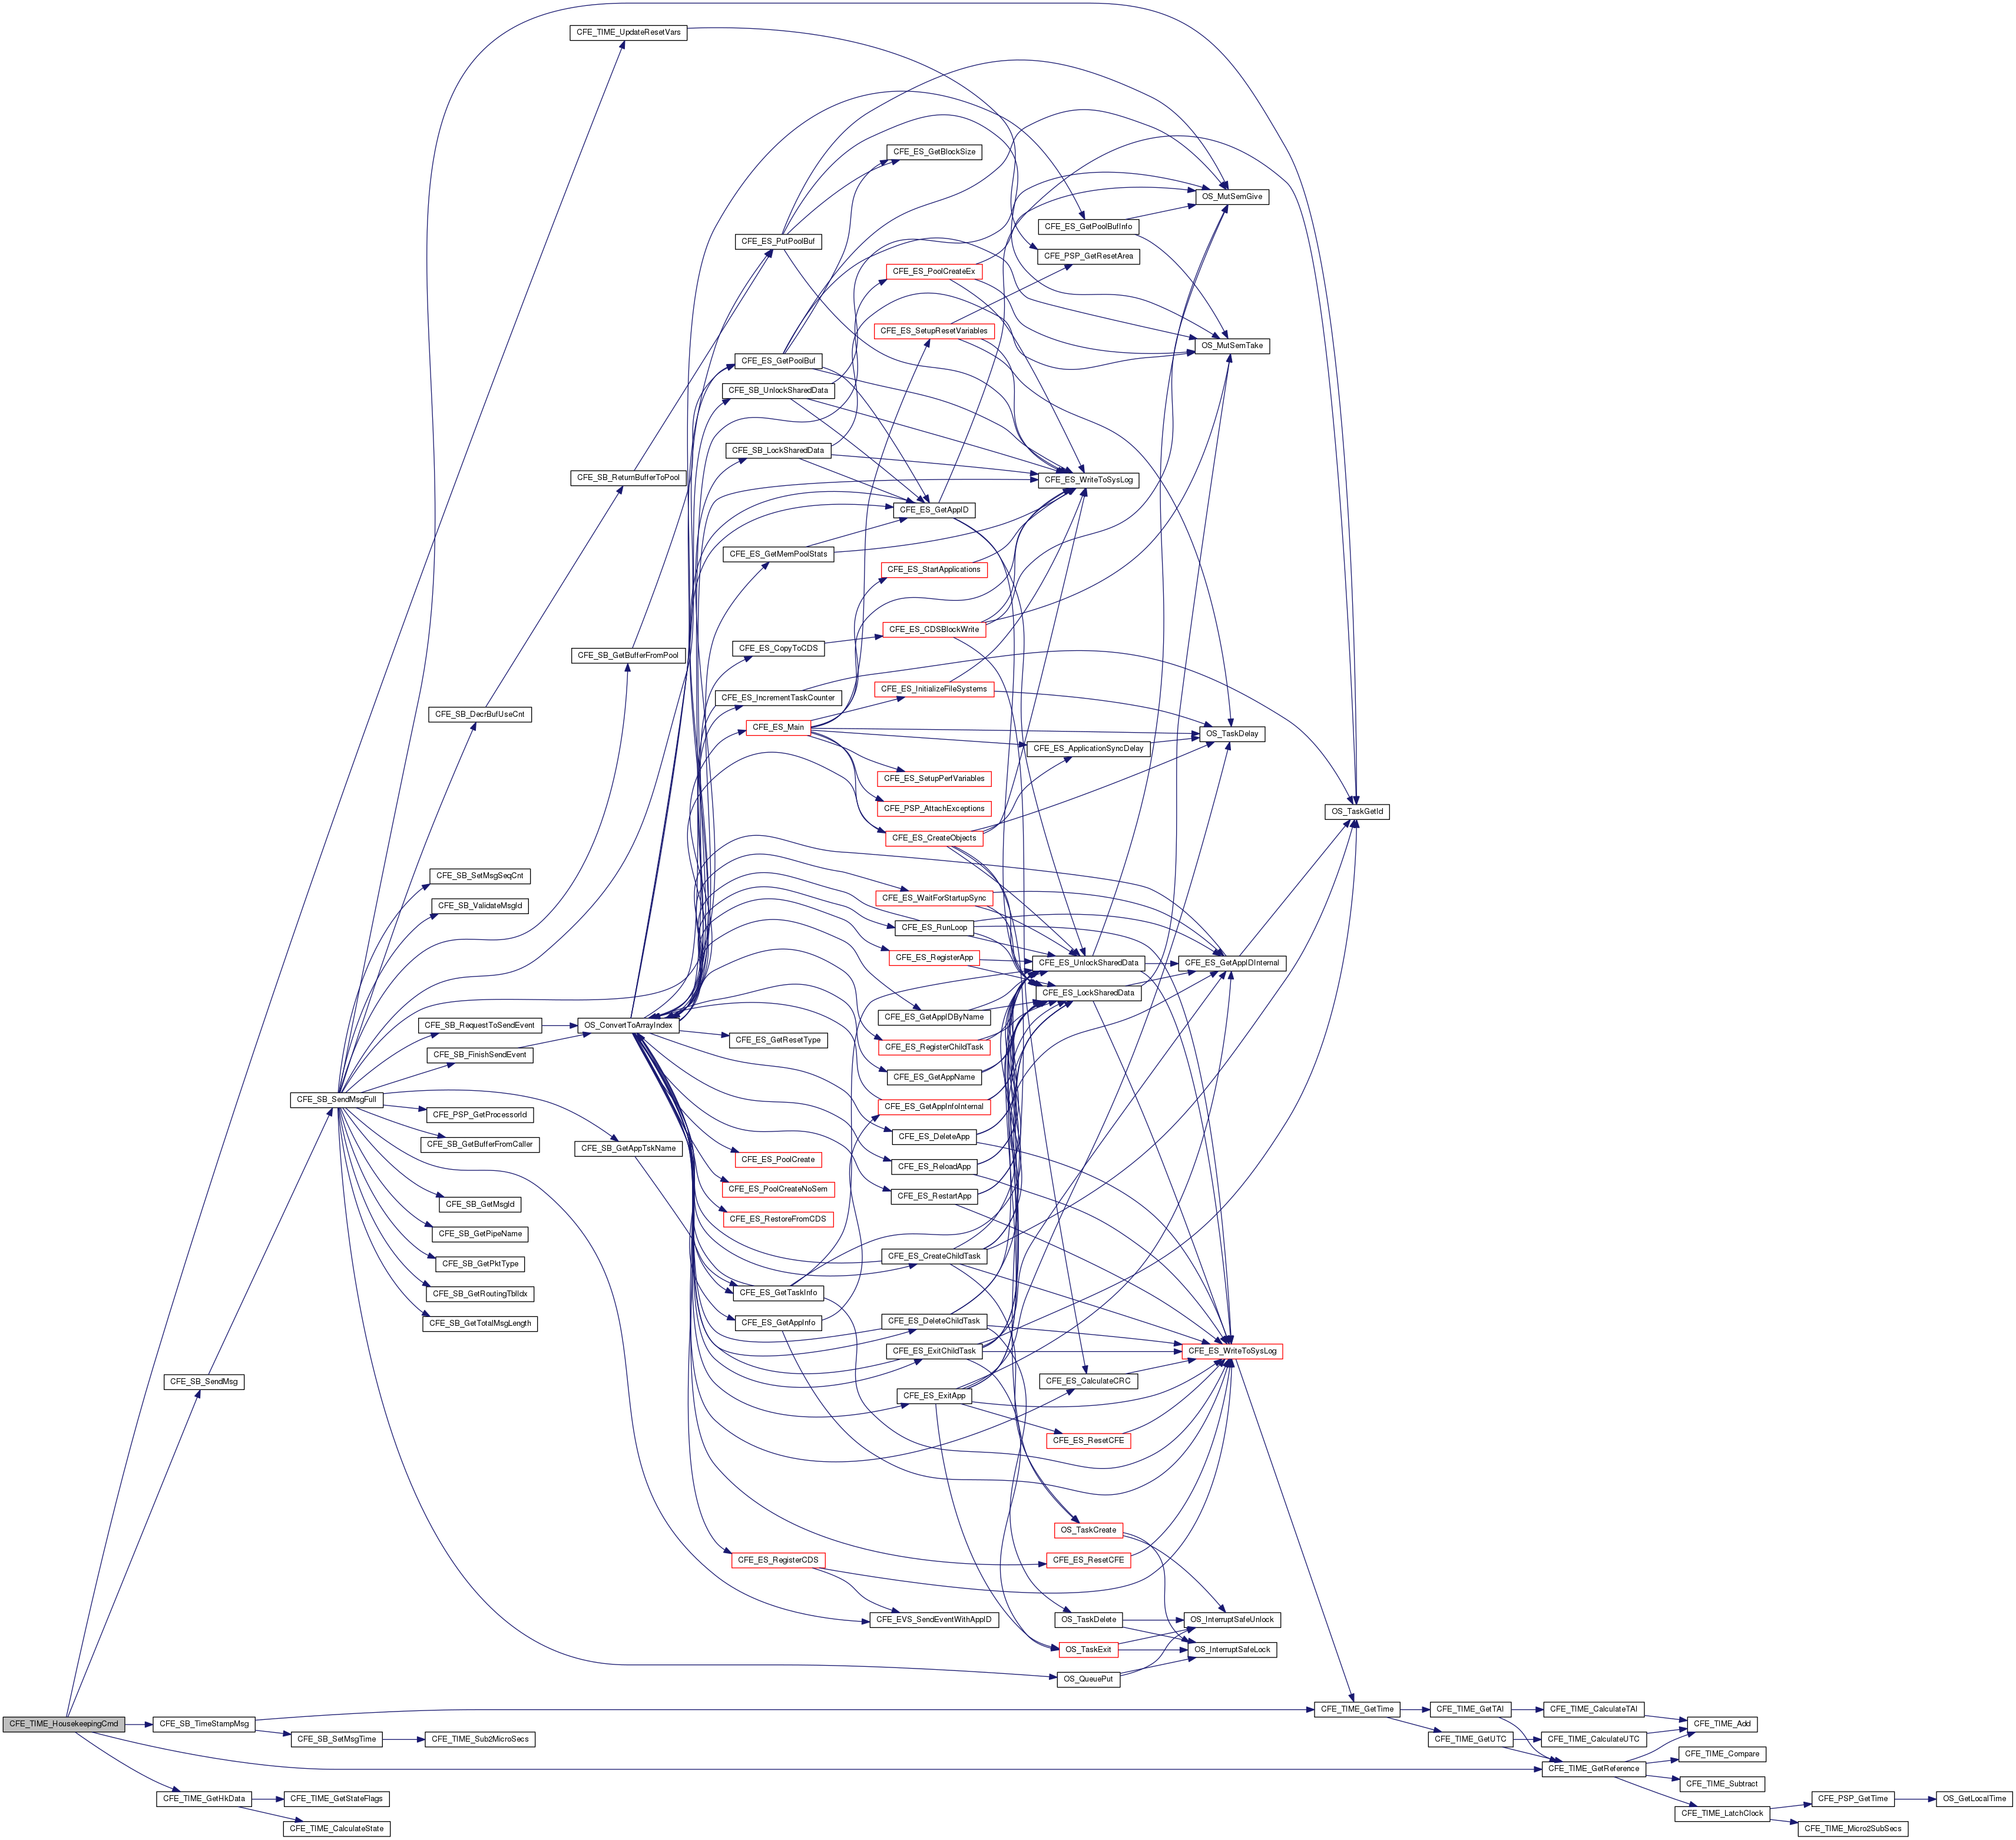 CFE_TIME_UpdateResetVars
CFE_ES_GetBlockSize
OS_MutSemGive
CFE_ES_GetPoolBufInfo
CFE_ES_PutPoolBuf
CFE_PSP_GetResetArea
CFE_ES_PoolCreateEx
CFE_ES_SetupResetVariables
OS_MutSemTake
CFE_ES_GetPoolBuf
CFE_SB_UnlockSharedData
CFE_SB_LockSharedData
CFE_SB_ReturnBufferToPool
CFE_ES_WriteToSysLog
CFE_ES_GetAppID
CFE_ES_GetMemPoolStats
CFE_ES_StartApplications
CFE_ES_CDSBlockWrite
CFE_ES_CopyToCDS
CFE_SB_GetBufferFromPool
CFE_ES_InitializeFileSystems
CFE_ES_IncrementTaskCounter
CFE_SB_DecrBufUseCnt
CFE_ES_Main
OS_TaskDelay
CFE_ES_ApplicationSyncDelay
CFE_ES_SetupPerfVariables
CFE_PSP_AttachExceptions
OS_TaskGetId
CFE_ES_CreateObjects
CFE_SB_SetMsgSeqCnt
CFE_ES_WaitForStartupSync
CFE_SB_ValidateMsgId
CFE_ES_RunLoop
CFE_ES_RegisterApp
CFE_ES_UnlockSharedData
CFE_ES_GetAppIDInternal
CFE_ES_LockSharedData
CFE_ES_GetAppIDByName
CFE_SB_RequestToSendEvent
OS_ConvertToArrayIndex
CFE_ES_GetResetType
CFE_ES_RegisterChildTask
CFE_SB_FinishSendEvent
CFE_ES_GetAppName
CFE_SB_SendMsgFull
CFE_ES_GetAppInfoInternal
CFE_PSP_GetProcessorId
CFE_ES_DeleteApp
CFE_SB_GetBufferFromCaller
CFE_SB_GetAppTskName
CFE_ES_PoolCreate
CFE_ES_ReloadApp
CFE_ES_PoolCreateNoSem
CFE_ES_RestartApp
CFE_SB_GetMsgId
CFE_ES_RestoreFromCDS
CFE_SB_GetPipeName
CFE_ES_CreateChildTask
CFE_SB_GetPktType
CFE_SB_GetRoutingTblIdx
CFE_ES_GetTaskInfo
CFE_SB_GetTotalMsgLength
CFE_ES_GetAppInfo
CFE_ES_DeleteChildTask
CFE_ES_ExitChildTask
CFE_ES_WriteToSysLog
CFE_SB_SendMsg
CFE_ES_CalculateCRC
CFE_ES_ExitApp
CFE_ES_ResetCFE
OS_TaskCreate
CFE_ES_RegisterCDS
CFE_ES_ResetCFE
CFE_EVS_SendEventWithAppID
OS_TaskDelete
OS_InterruptSafeUnlock
OS_TaskExit
OS_InterruptSafeLock
OS_QueuePut
CFE_TIME_GetTime
CFE_TIME_GetTAI
CFE_TIME_CalculateTAI
CFE_TIME_HousekeepingCmd
CFE_SB_TimeStampMsg
CFE_TIME_Add
CFE_SB_SetMsgTime
CFE_TIME_Sub2MicroSecs
CFE_TIME_GetUTC
CFE_TIME_CalculateUTC
CFE_TIME_Compare
CFE_TIME_GetReference
CFE_TIME_Subtract
CFE_TIME_GetHkData
CFE_TIME_GetStateFlags
CFE_PSP_GetTime
OS_GetLocalTime
CFE_TIME_LatchClock
CFE_TIME_CalculateState
CFE_TIME_Micro2SubSecs